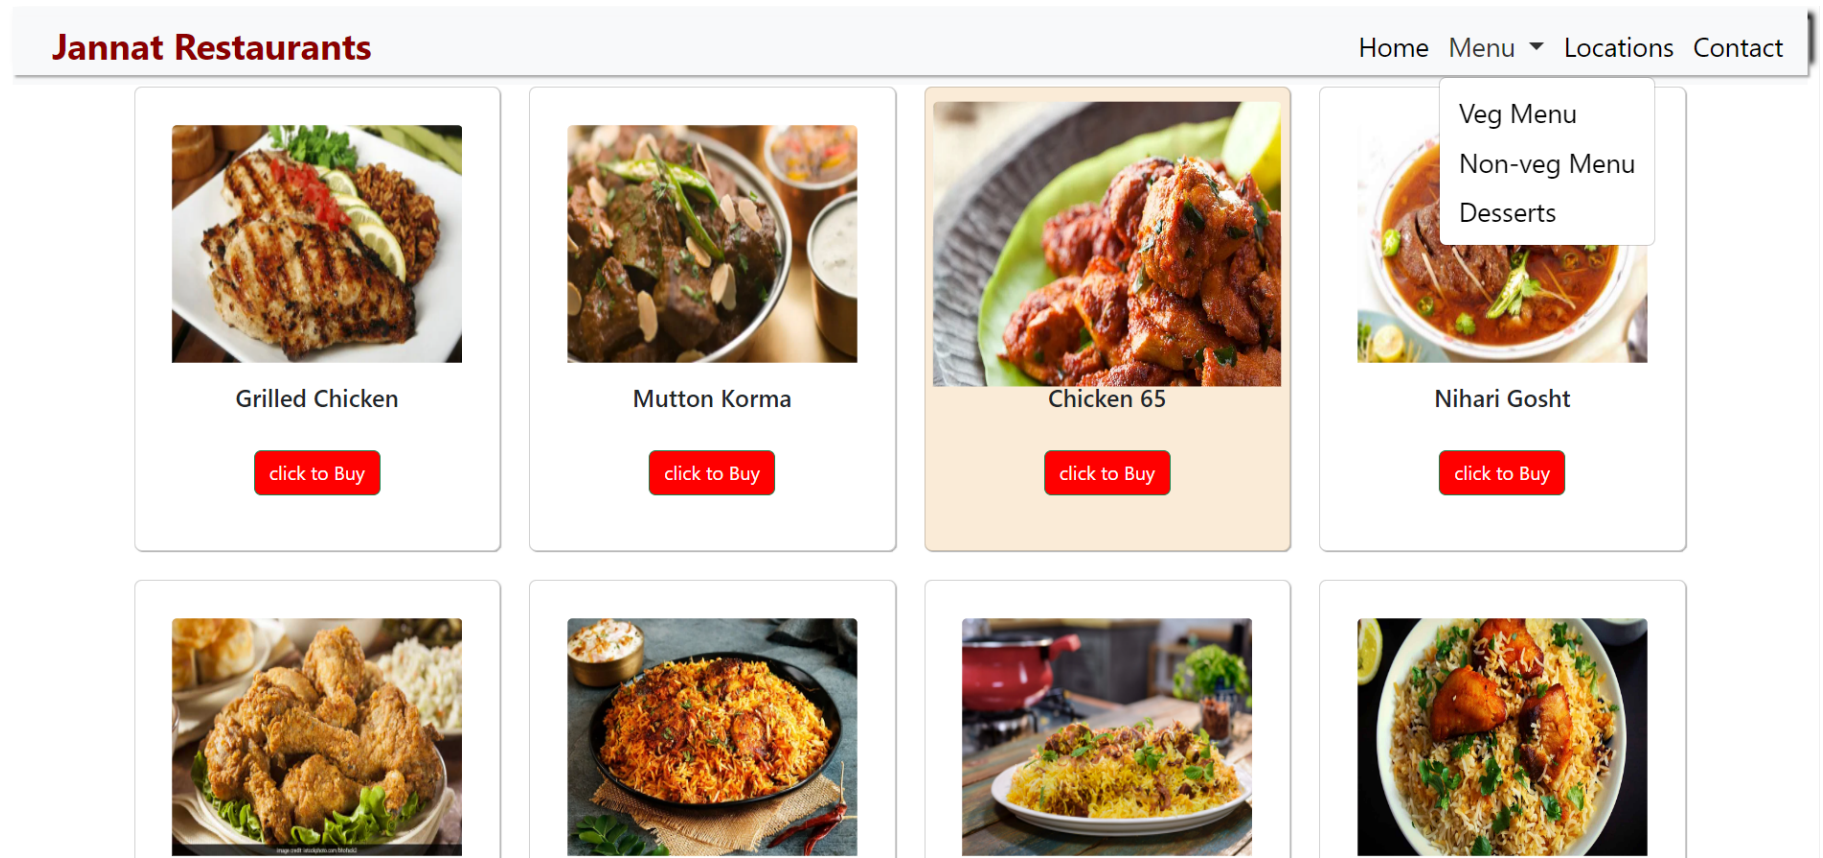 Jannat Restaurants
Home Menu Locations Contact
Veg Menu
Non-veg Menu
Desserts
Grilled Chicken
Mutton Korma
Chicken 65
Nihari Gosht
click to Buy
click to Buy
click to Buy
click to Buy